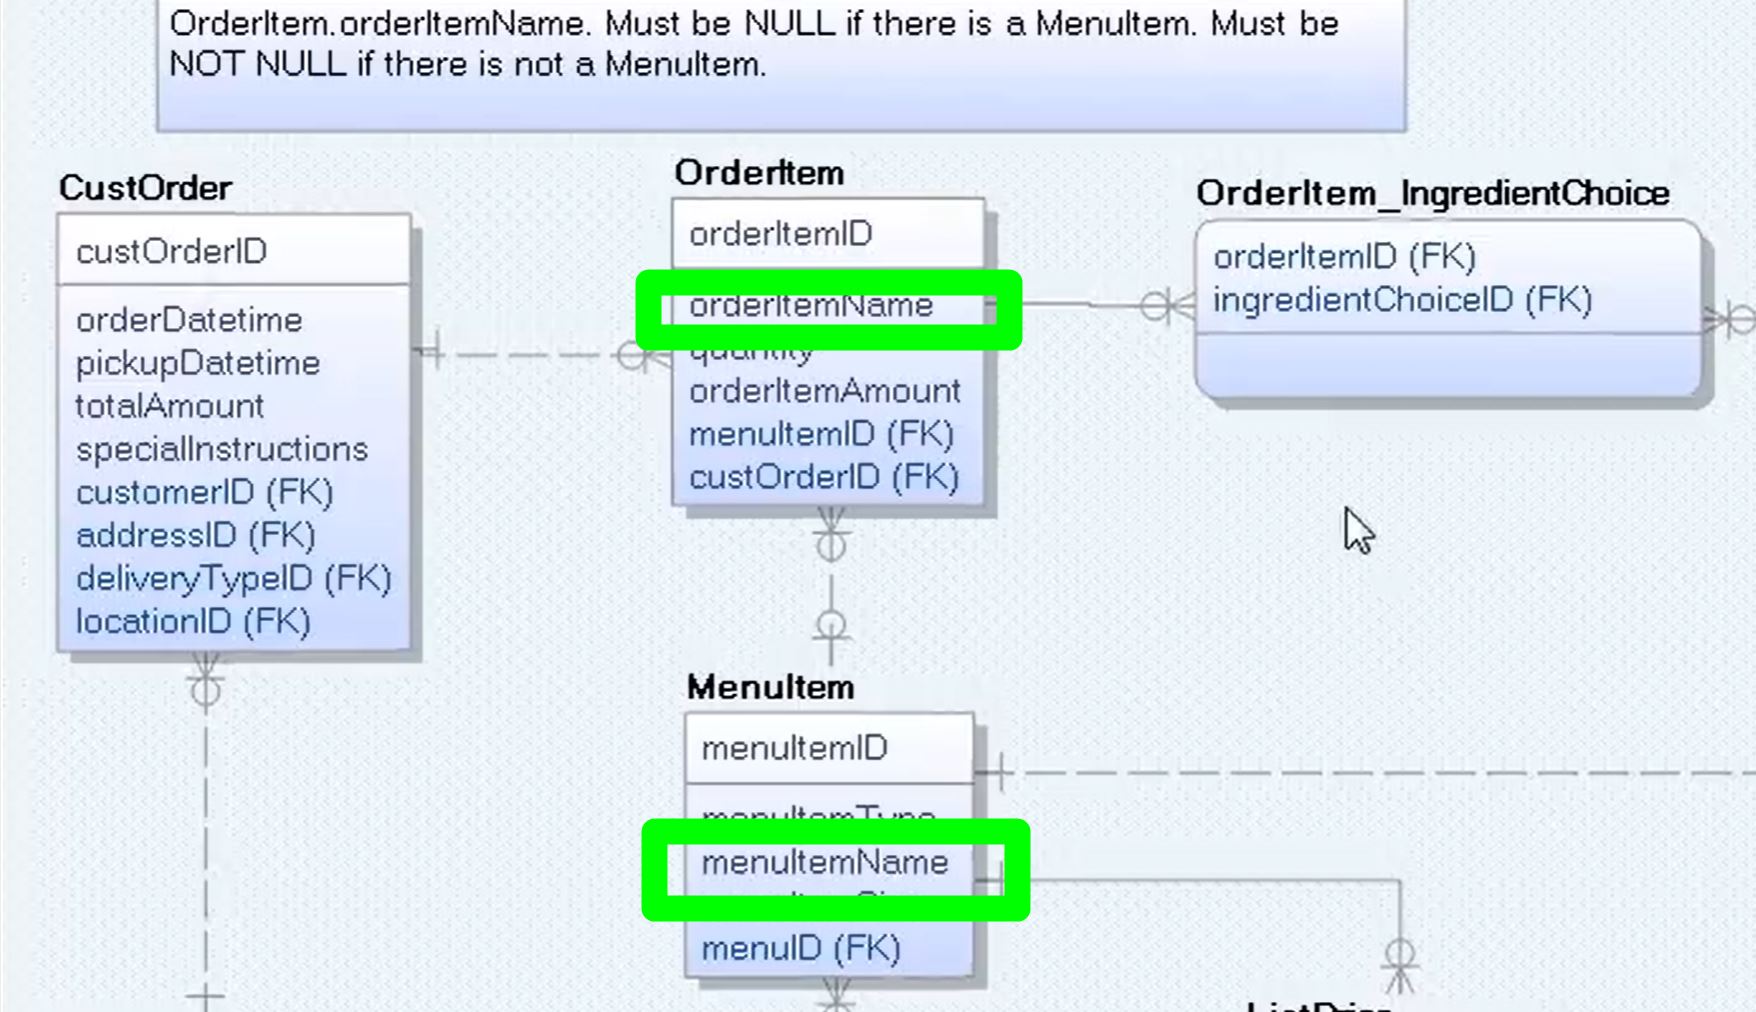 OrderItem.orderItemName. Must be NULL if there is a MenuItem. Must be
NOT NULL if there is not a MenuItem.
CustOrder
custOrderID
orderDatetime
pickupDatetime
totalAmount
specialInstructions
customerID (FK)
addressID (FK)
deliveryTypeID (FK)
locationID (FK)
OrderItem
orderItemID
orderItemName
quantity
orderItemAmount
menuItemID (FK)
custOrderID (FK)
OrderItem_IngredientChoice
orderItemID (FK)
ingredientChoiceID (FK)
MenuItem
menuItemID
menuItemType
menuItemName
menuID (FK)
ListPrice